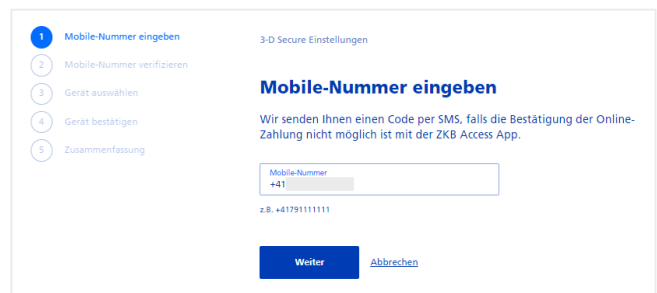 1 Mobile-Nummer eingeben
2 Mobile-Nummer verifizieren
3 Gerät auswählen
4 Gerät bestätigen
5 Zusammenfassung
3-D Secure Einstellungen
Mobile-Nummer eingeben
Wir senden Ihnen einen Code per SMS, falls die Bestätigung der Online-
Zahlung nicht möglich ist mit der ZKB Access App.
Mobile-Nummer
+41
z.B. +41791111111
Weiter Abbrechen